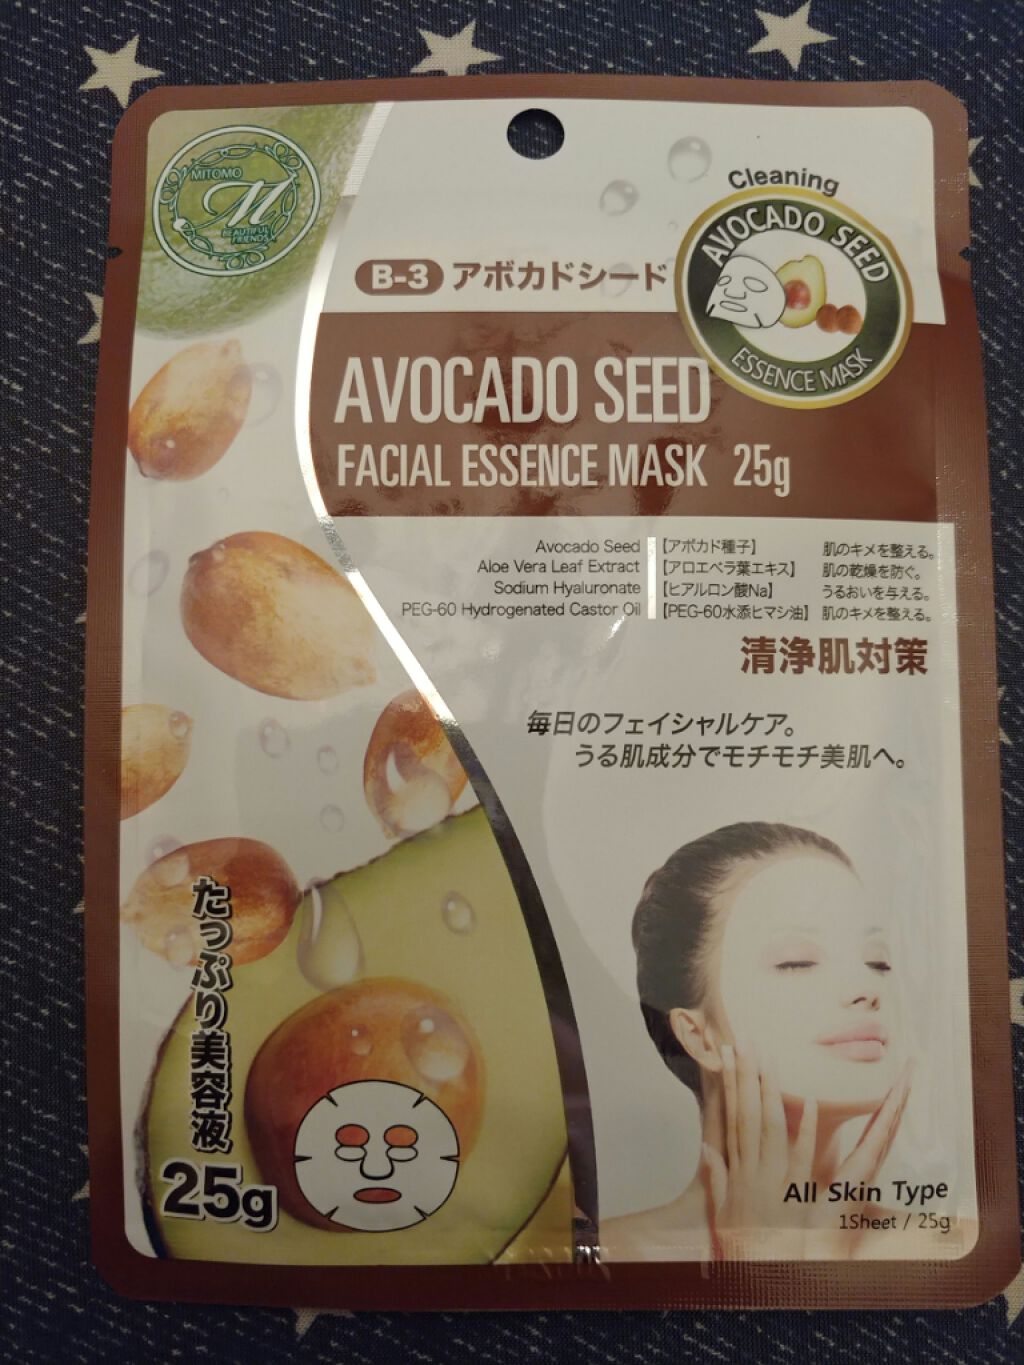 MITOMO
M
BEAUTIFUL
FRIENDS
Cleaning
AVOCADO SEED
ESSENCE MASK
B-3 アボカドシード
AVOCADO SEED
FACIAL ESSENCE MASK 25g
Avocado Seed 【アボカド種子】 肌のキメを整える。
Aloe Vera Leaf Extract 【アロエベラ葉エキス】 肌の乾燥を防ぐ。
Sodium Hyaluronate 【ヒアルロン酸Na】 うるおいを与える。
PEG-60 Hydrogenated Castor Oil 【PEG-60水添ヒマシ油】 肌のキメを整える。
清浄肌対策
毎日のフェイシャルケア。
うる肌成分でモチモチ美肌へ。
たっぷり美容液
25g
All Skin Type
1Sheet / 25g